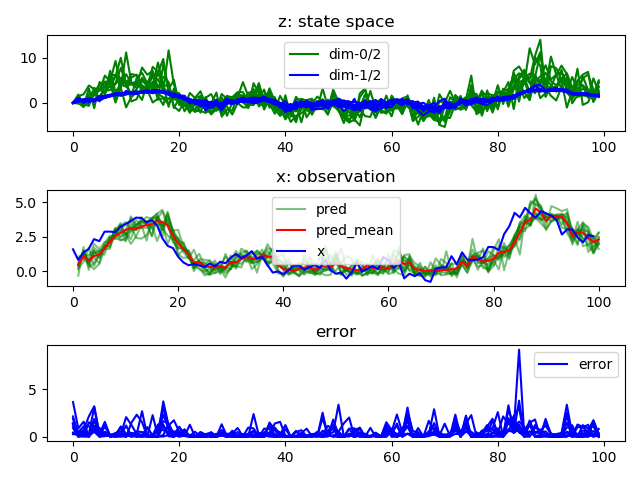 z: state space
10
0
dim-0/2
dim-1/2
0 20 40 60 80 100
x: observation
5.0
2.5
0.0
pred
pred_mean
x
0 20 40 60 80 100
error
5
0
error
0 20 40 60 80 100